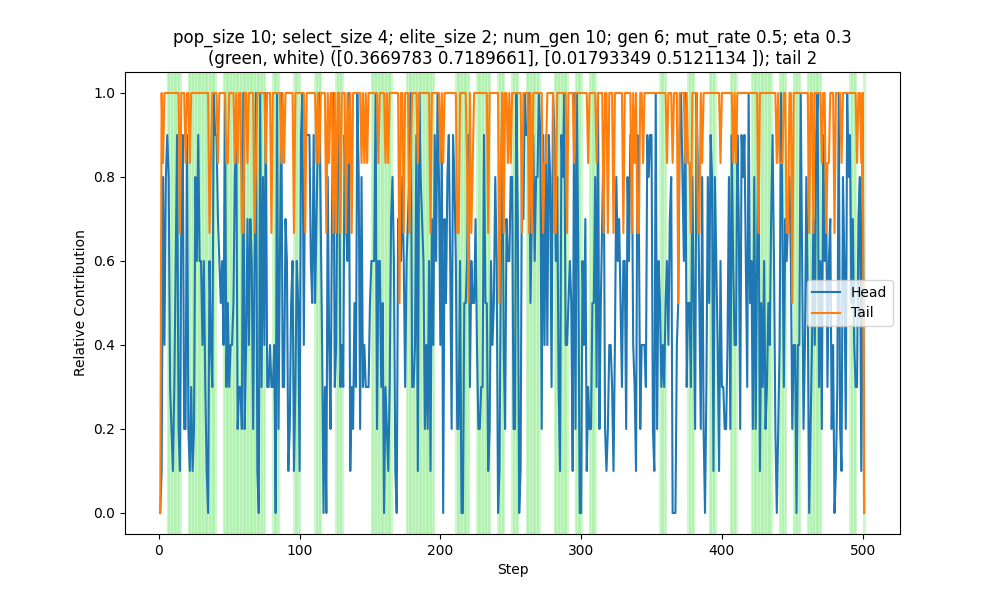 pop_size 10; select_size 4; elite_size 2; num_gen 10; gen 6; mut_rate 0.5; eta 0.3
(green, white) ([0.3669783 0.7189661], [0.01793349 0.5121134 ]); tail 2
1.0
0.8
0.6
0.4
0.2
0.0
Relative Contribution
Head
Tail
0
100
200
300
400
500
Step